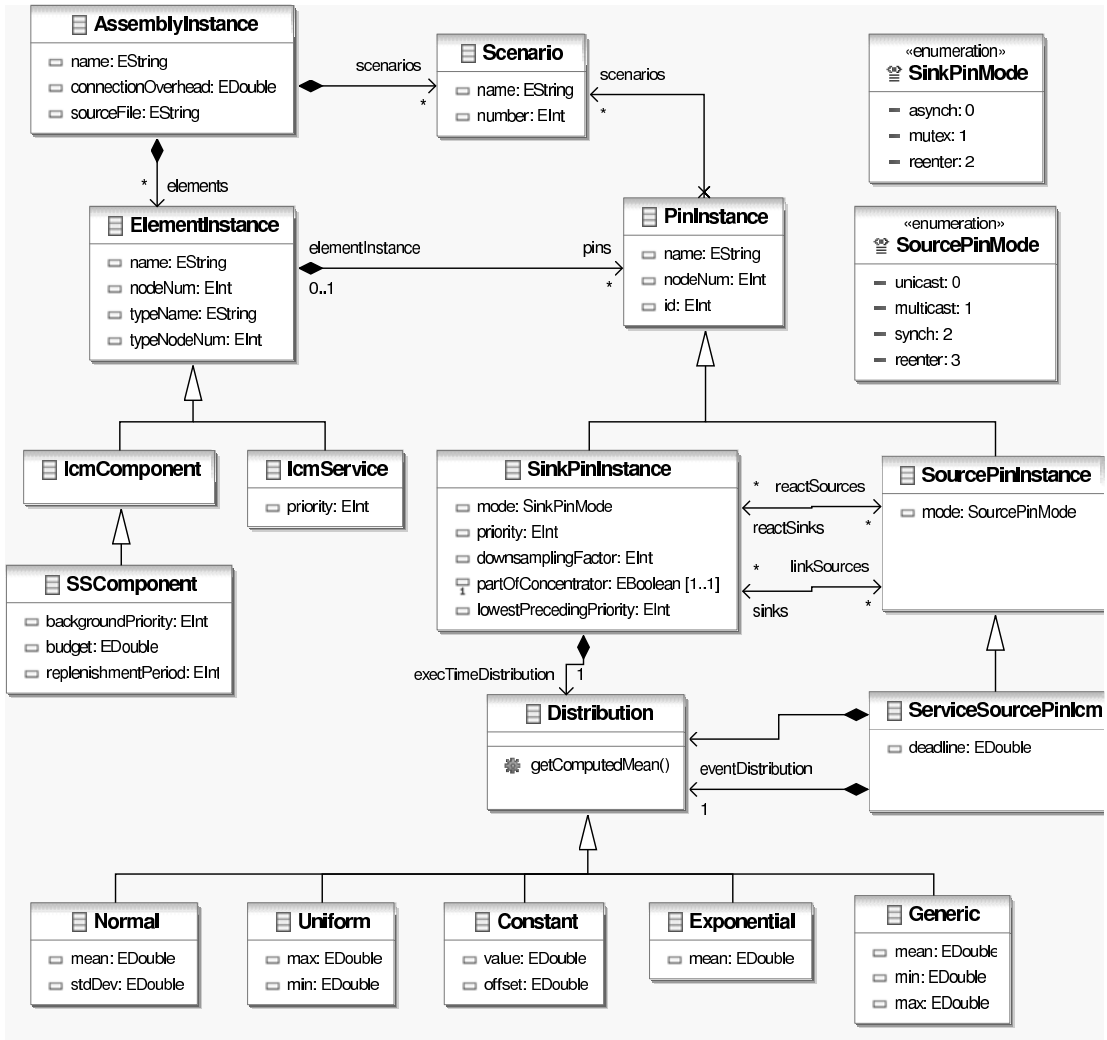 AssemblyInstance
name: EString
connectionOverhead: EDouble
sourceFile: EString
scenarios
*
Scenario
name: EString
number: EInt
scenarios
*
«enumeration»
SinkPinMode
asynch: 0
mutex: 1
reenter: 2
* elements
ElementInstance
name: EString
nodeNum: EInt
typeName: EString
typeNodeNum: EInt
elementInstance
0..1
pins
*
PinInstance
name: EString
nodeNum: EInt
id: EInt
«enumeration»
SourcePinMode
unicast: 0
multicast: 1
synch: 2
reenter: 3
IcmComponent
IcmService
priority: EInt
SSComponent
backgroundPriority: EInt
budget: EDouble
replenishmentPeriod: EInt
SinkPinInstance
mode: SinkPinMode
priority: EInt
downsamplingFactor: EInt
1
partOfConcentrator: EBoolean [1..1]
lowestPrecedingPriority: EInt
* reactSources
reactSinks *
* linkSources
sinks *
SourcePinInstance
mode: SourcePinMode
execTimeDistribution 1
Distribution
getComputedMean()
eventDistribution
1
ServiceSourcePinIcm
deadline: EDouble
Normal
mean: EDouble
stdDev: EDouble
Uniform
max: EDouble
min: EDouble
Constant
value: EDouble
offset: EDouble
Exponential
mean: EDouble
Generic
mean: EDouble
min: EDouble
max: EDouble